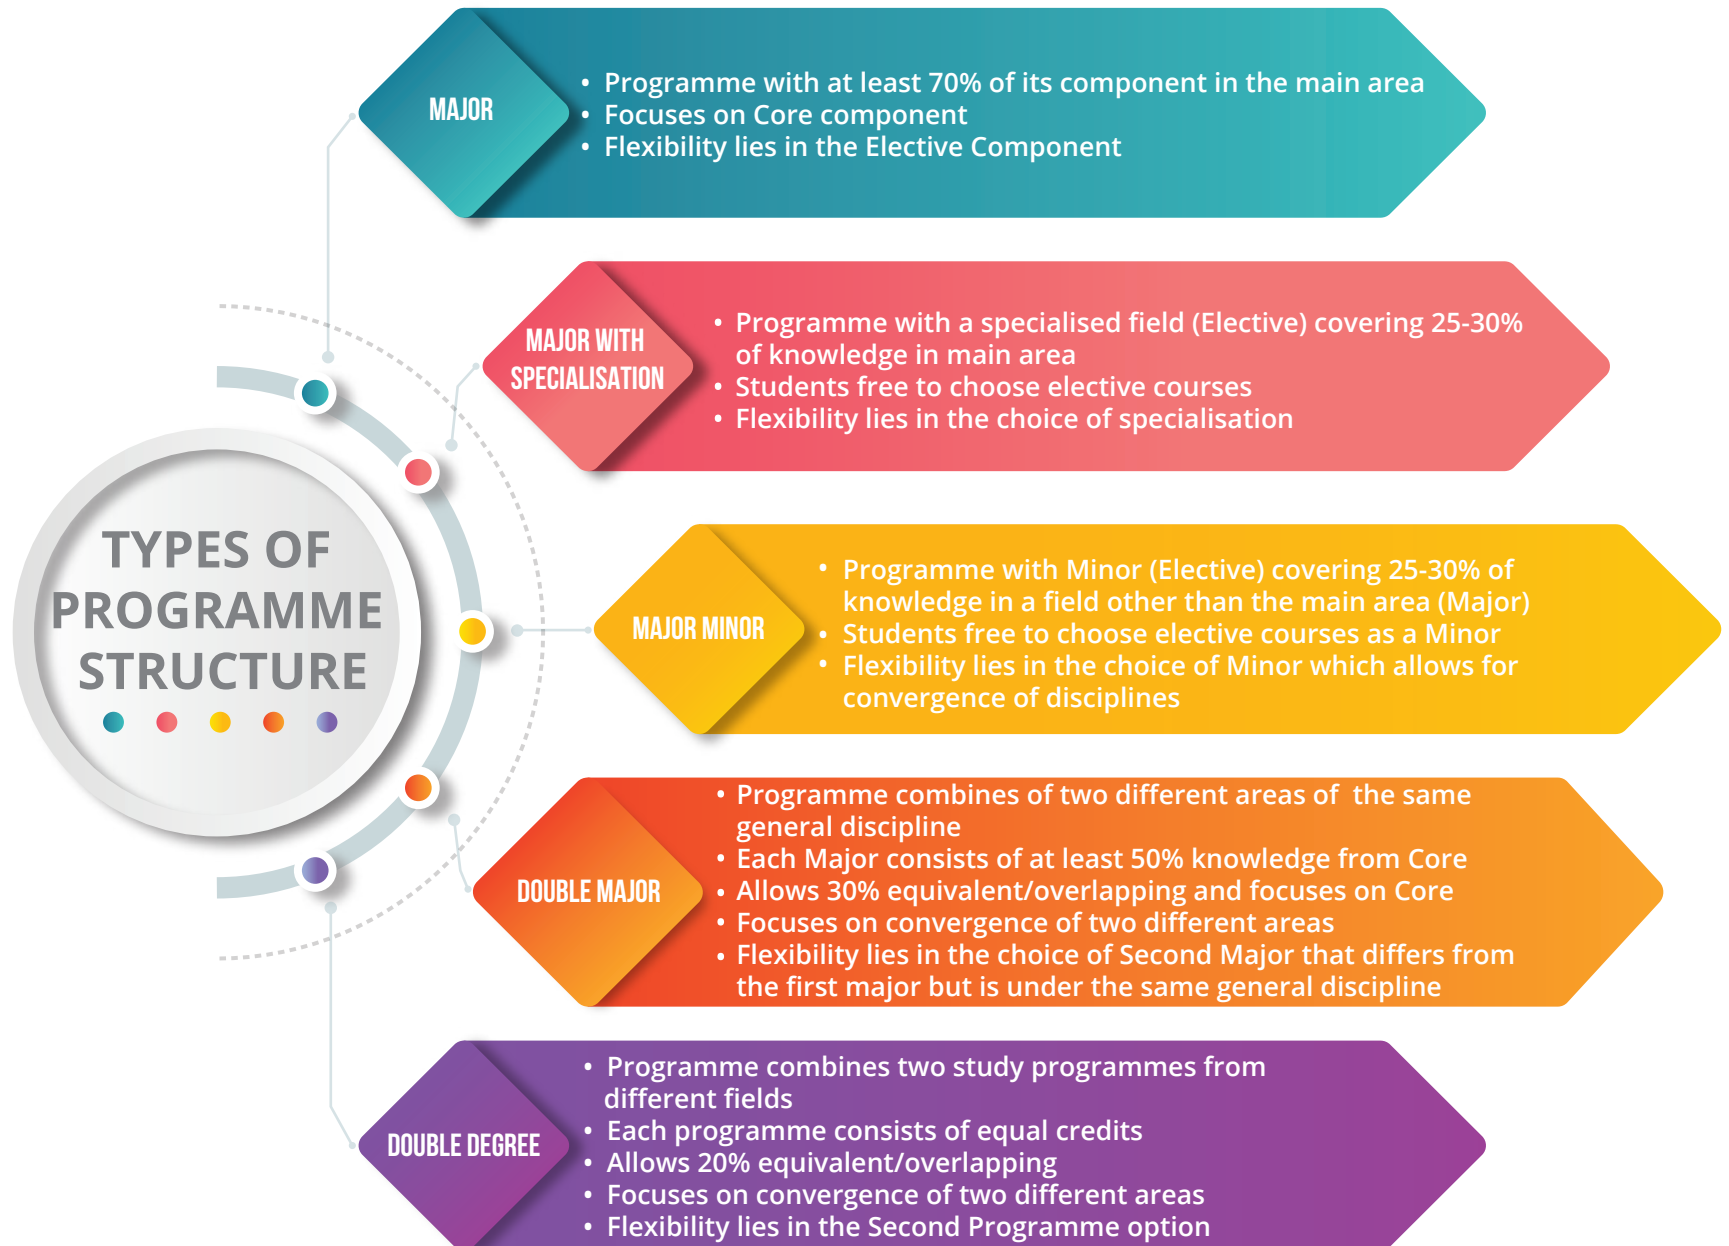 TYPES OF
PROGRAMME
STRUCTURE
MAJOR
• Programme with at least 70% of its component in the main area
• Focuses on Core component
• Flexibility lies in the Elective Component
MAJOR WITH
SPECIALISATION
• Programme with a specialised field (Elective) covering 25-30%
of knowledge in main area
• Students free to choose elective courses
• Flexibility lies in the choice of specialisation
MAJOR MINOR
• Programme with Minor (Elective) covering 25-30% of
knowledge in a field other than the main area (Major)
• Students free to choose elective courses as a Minor
• Flexibility lies in the choice of Minor which allows for
convergence of disciplines
DOUBLE MAJOR
• Programme combines of two different areas of the same
general discipline
• Each Major consists of at least 50% knowledge from Core
• Allows 30% equivalent/overlapping and focuses on Core
• Focuses on convergence of two different areas
• Flexibility lies in the choice of Second Major that differs from
the first major but is under the same general discipline
DOUBLE DEGREE
• Programme combines two study programmes from
different fields
• Each programme consists of equal credits
• Allows 20% equivalent/overlapping
• Focuses on convergence of two different areas
• Flexibility lies in the Second Programme option